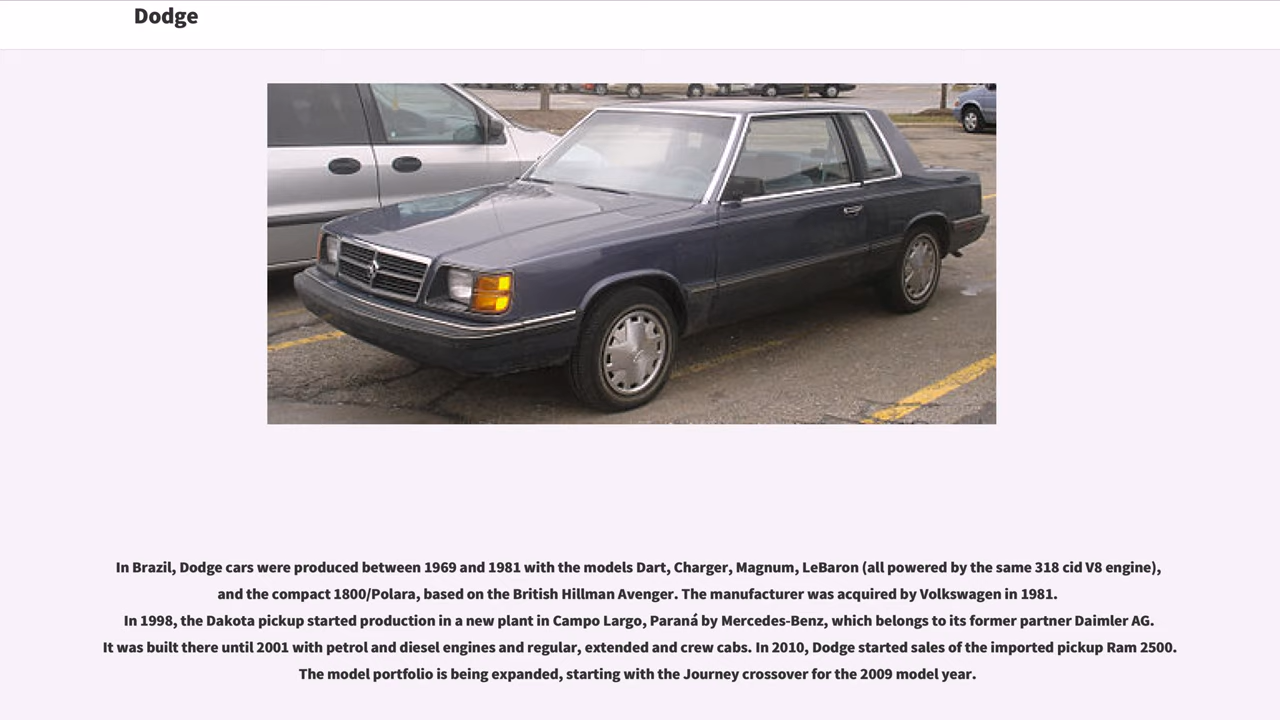 Dodge
In Brazil, Dodge cars were produced between 1969 and 1981 with the models Dart, Charger, Magnum, LeBaron (all powered by the same 318 cid V8 engine),
and the compact 1800/Polara, based on the British Hillman Avenger. The manufacturer was acquired by Volkswagen in 1981.
In 1998, the Dakota pickup started production in a new plant in Campo Largo, Paraná by Mercedes-Benz, which belongs to its former partner Daimler AG.
It was built there until 2001 with petrol and diesel engines and regular, extended and crew cabs. In 2010, Dodge started sales of the imported pickup Ram 2500.
The model portfolio is being expanded, starting with the Journey crossover for the 2009 model year.